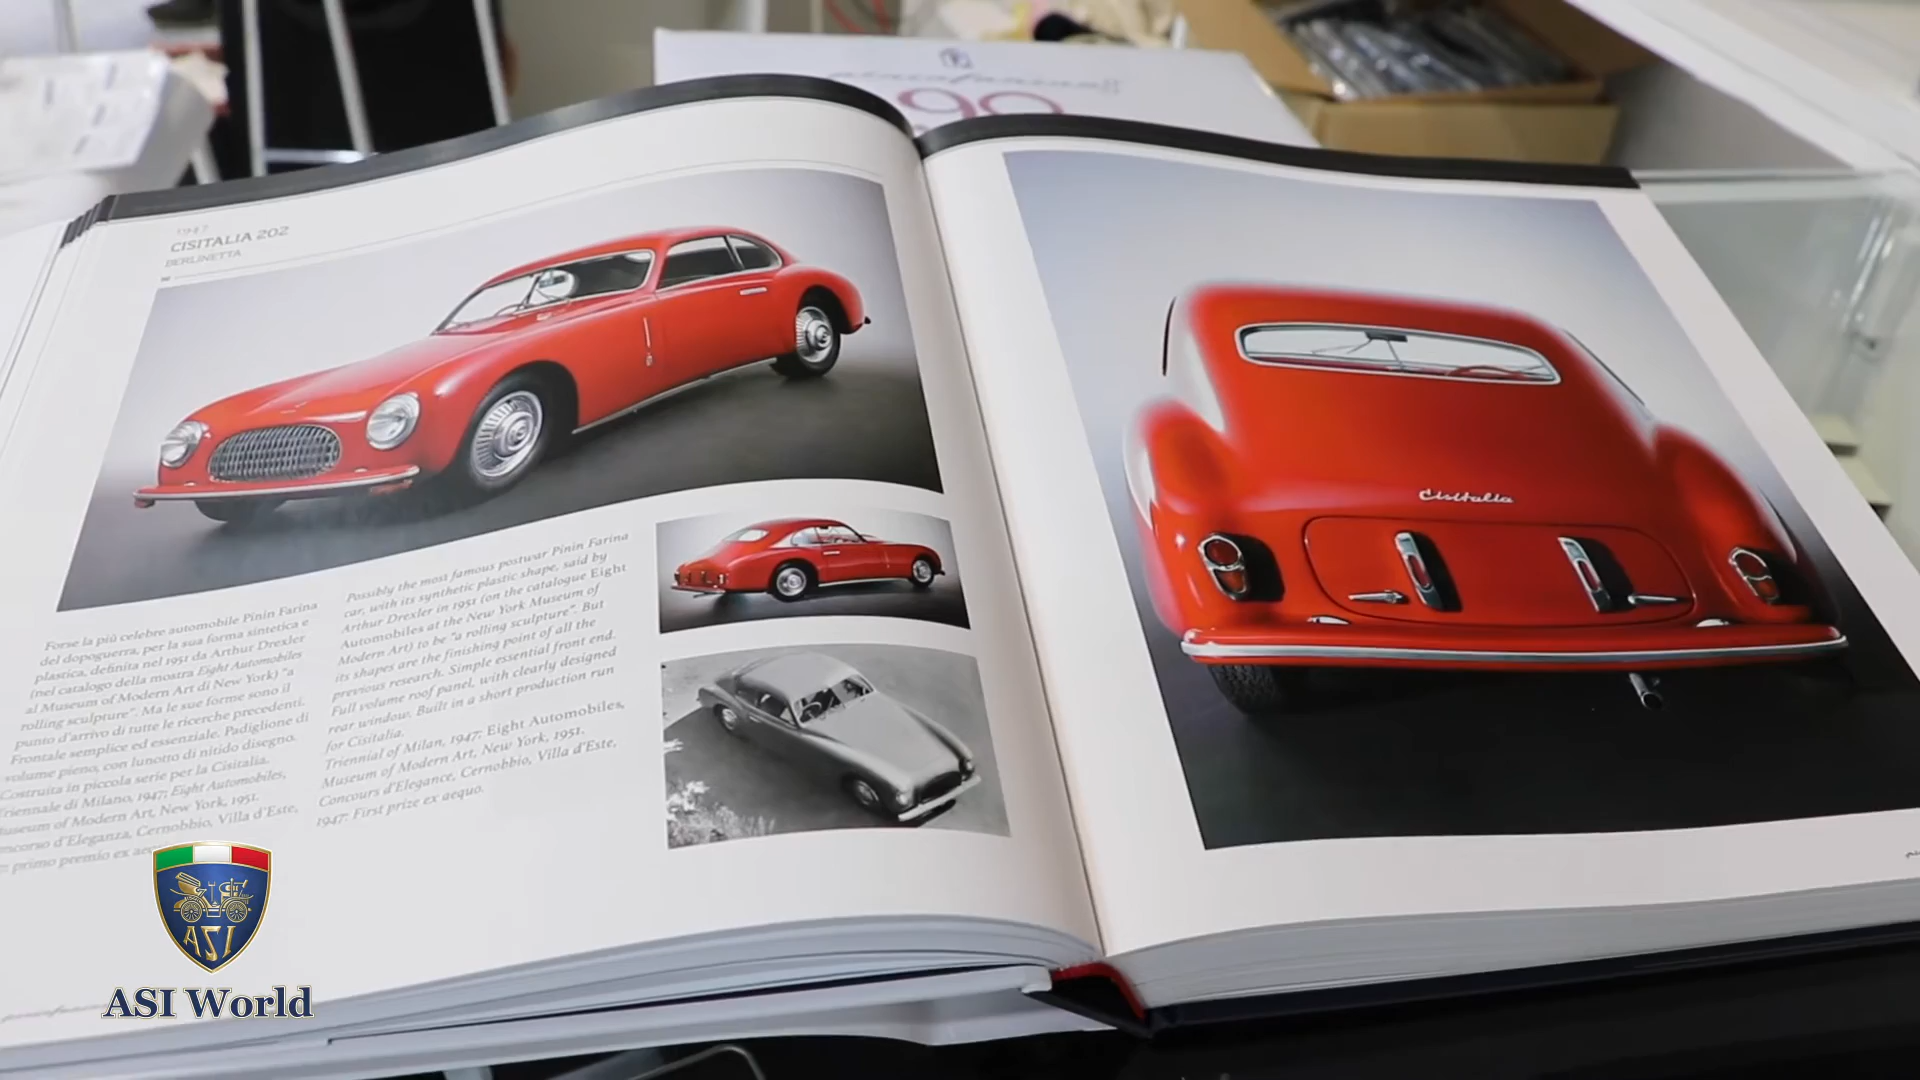 pininfarina
90
1947
CISITALIA 202
BERLINETTA
Forse la più celebre automobile Pinin Farina
del dopoguerra, per la sua forma sintetica e
plastica, definita nel 1951 da Arthur Drexler
(nel catalogo della mostra Eight Automobiles
al Museum of Modern Art di New York) "a
rolling sculpture". Ma le sue forme sono il
punto d'arrivo di tutte le ricerche precedenti.
Frontale semplice ed essenziale. Padiglione di
volume pieno, con lunotto di nitido disegno.
Costruita in piccola serie per la Cisitalia.
Triennale di Milano, 1947; Eight Automobiles,
Museum of Modern Art, New York, 1951.
d'Eleganza, Cernobbio, Villa d'Este,
primo premio ex
Possibly the most famous postwar Pinin Farina
car, with its synthetic plastic shape, said by
Arthur Drexler in 1951 (on the catalogue Eight
Automobiles at the New York Museum of
Modern Art) to be "a rolling sculpture". But
its shapes are the finishing point of all the
previous research. Simple essential front end.
Full volume roof panel, with clearly designed
rear window. Built in a short production run
for Cisitalia.
Triennial of Milan, 1947; Eight Automobiles,
Museum of Modern Art, New York, 1951.
Concours d'Elegance, Cernobbio, Villa d'Este,
1947: First prize ex aequo.
Cisitalia
ASI
ASI World